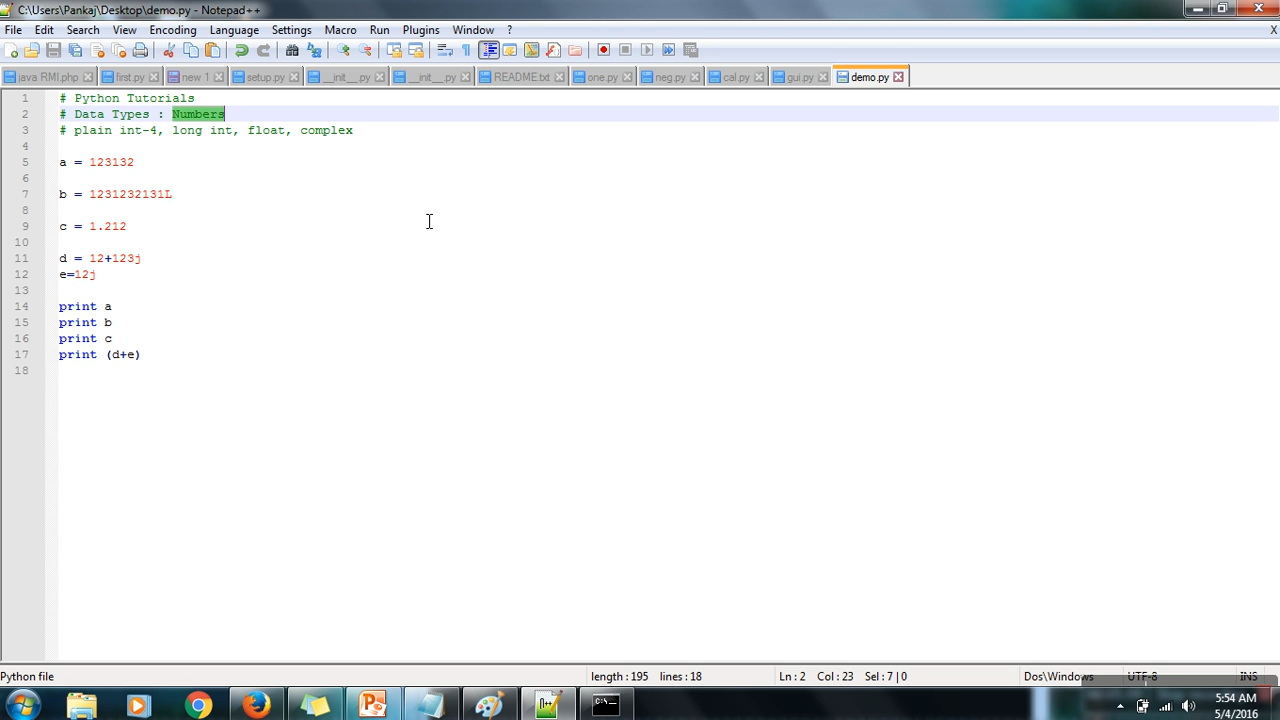 C:\Users\Pankaj\Desktop\demo.py - Notepad++
File Edit Search View Encoding Language Settings Macro Run Plugins Window ? X
java RMI.php new 1 setup.py __init__.py __init__.py README.txt one.py neg.py cal.py gui.py demo.py
1 # Python Tutorials
2 # Data Types : Numbers
3 # plain int-4, long int, float, complex
4
5 a = 123132
6
7 b = 1231232131L
8
9 c = 1.212
10
11 d = 12+123j
12 e=12j
13
14 print a
15 print b
16 print c
17 print (d+e)
18
Python file length : 195 lines : 18 Ln : 2 Col : 23 Sel : 7 | 0 Dos\Windows UTF-8 INS
5:54 AM
5/4/2016